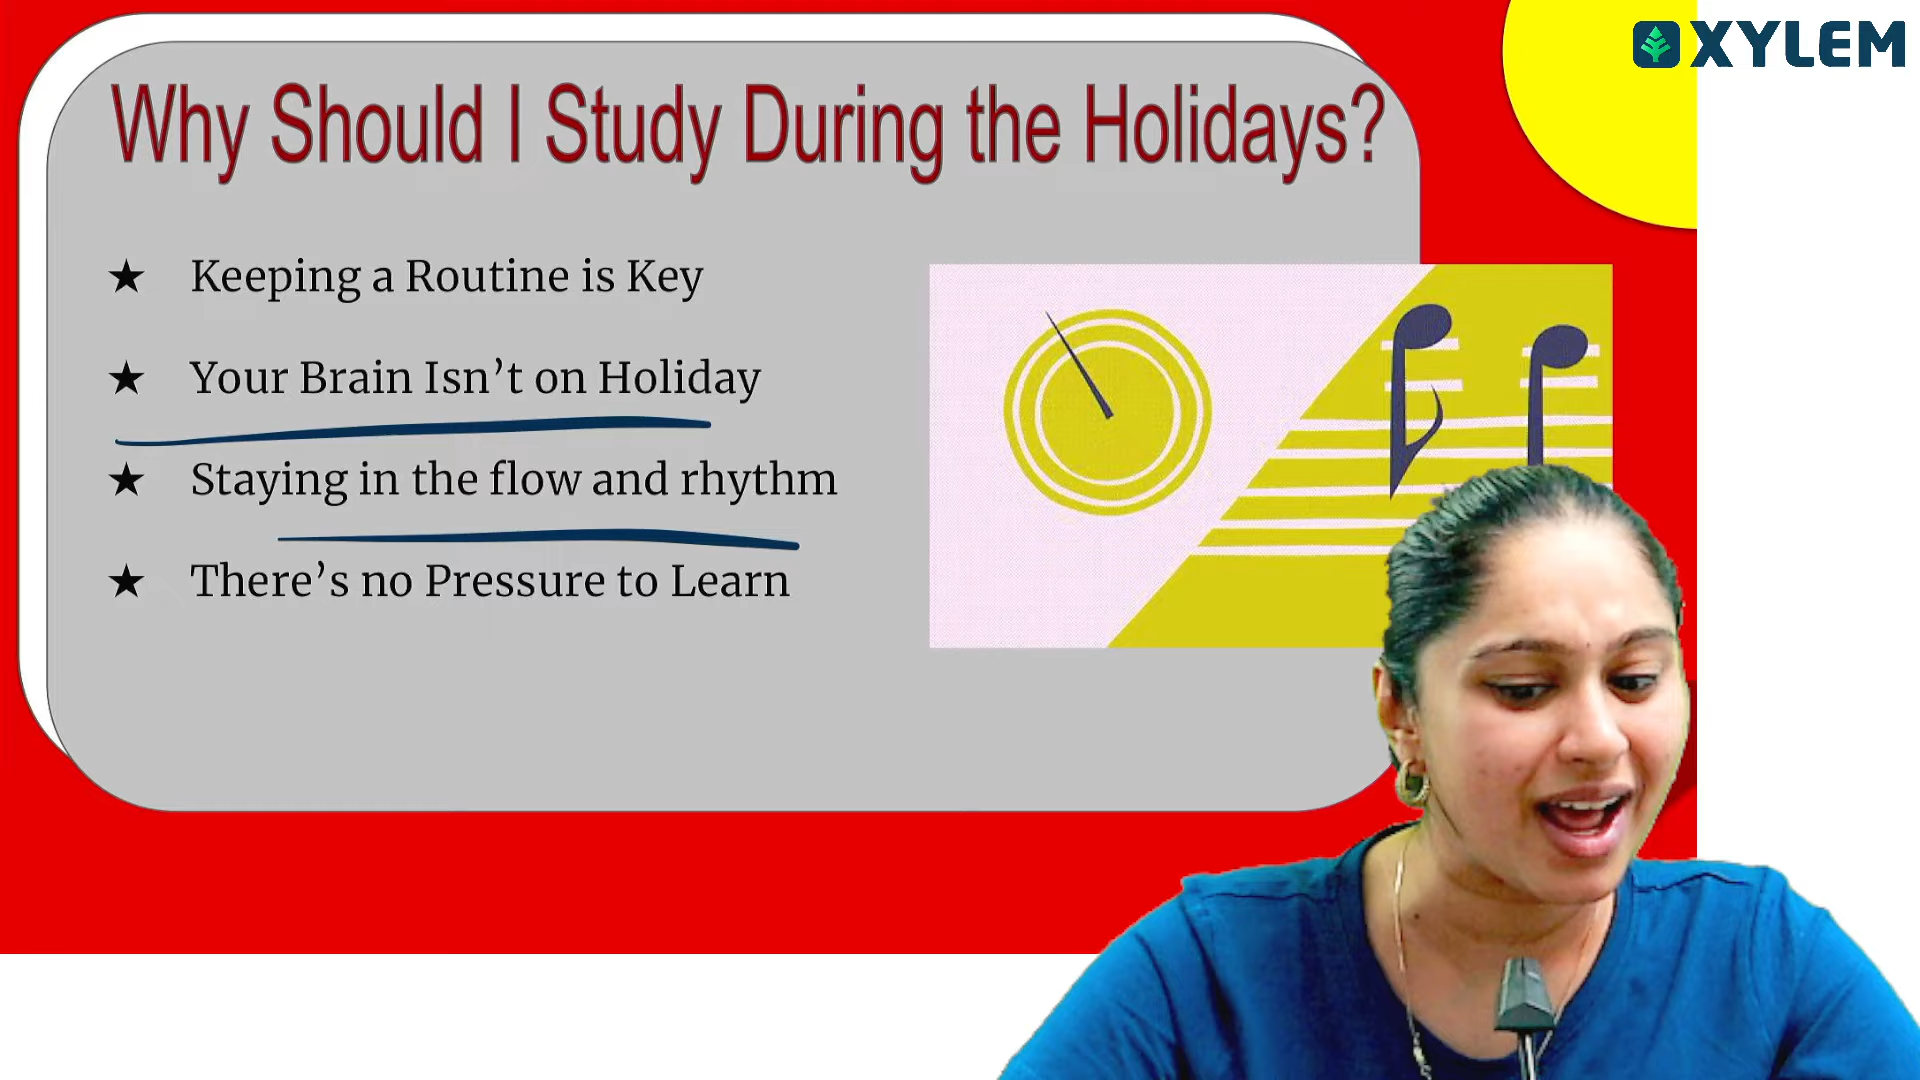 XYLEM
Why Should I Study During the Holidays?
★ Keeping a Routine is Key
★ Your Brain Isn’t on Holiday
★ Staying in the flow and rhythm
★ There’s no Pressure to Learn